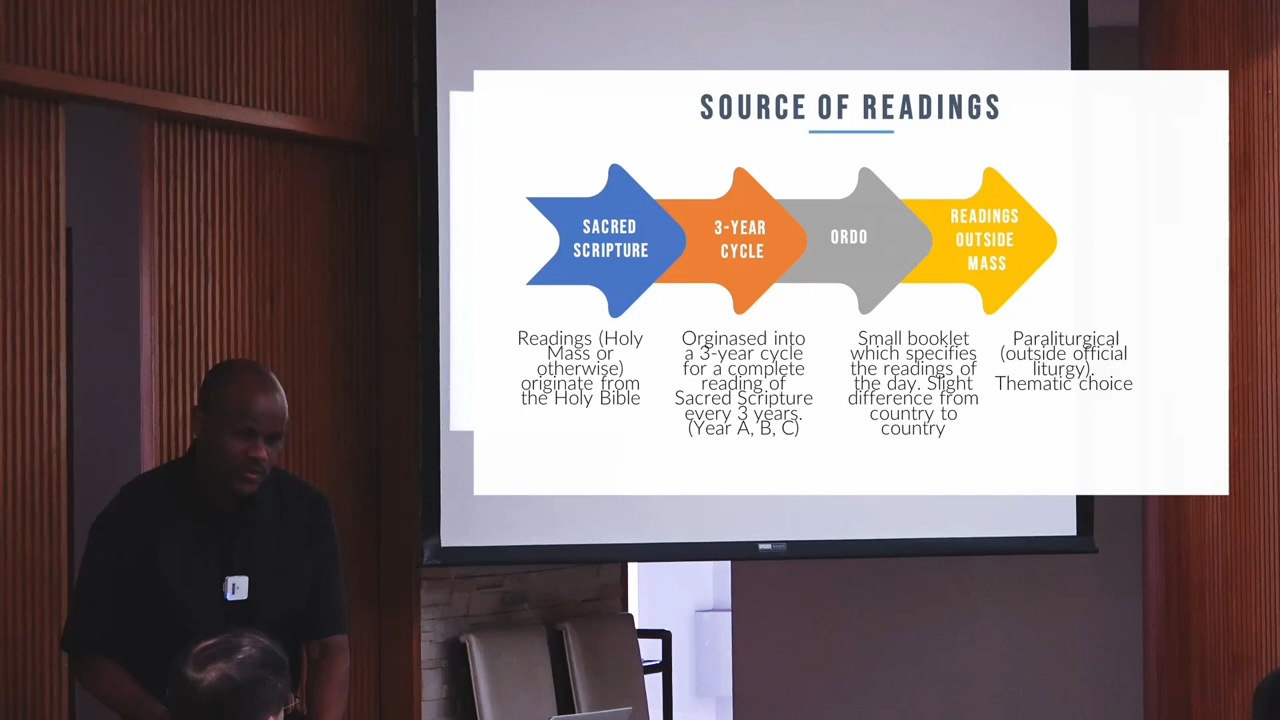 SOURCE OF READINGS
SACRED
SCRIPTURE
3-YEAR
CYCLE
ORDO
READINGS
OUTSIDE
MASS
Readings (Holy
Mass or
otherwise)
originate from
the Holy Bible
Orginased into
a 3-year cycle
for a complete
reading of
Sacred Scripture
every 3 years.
(Year A, B, C)
Small booklet
which specifies
the readings of
the day. Slight
difference from
country to
country
Paraliturgical
(outside official
liturgy).
Thematic choice